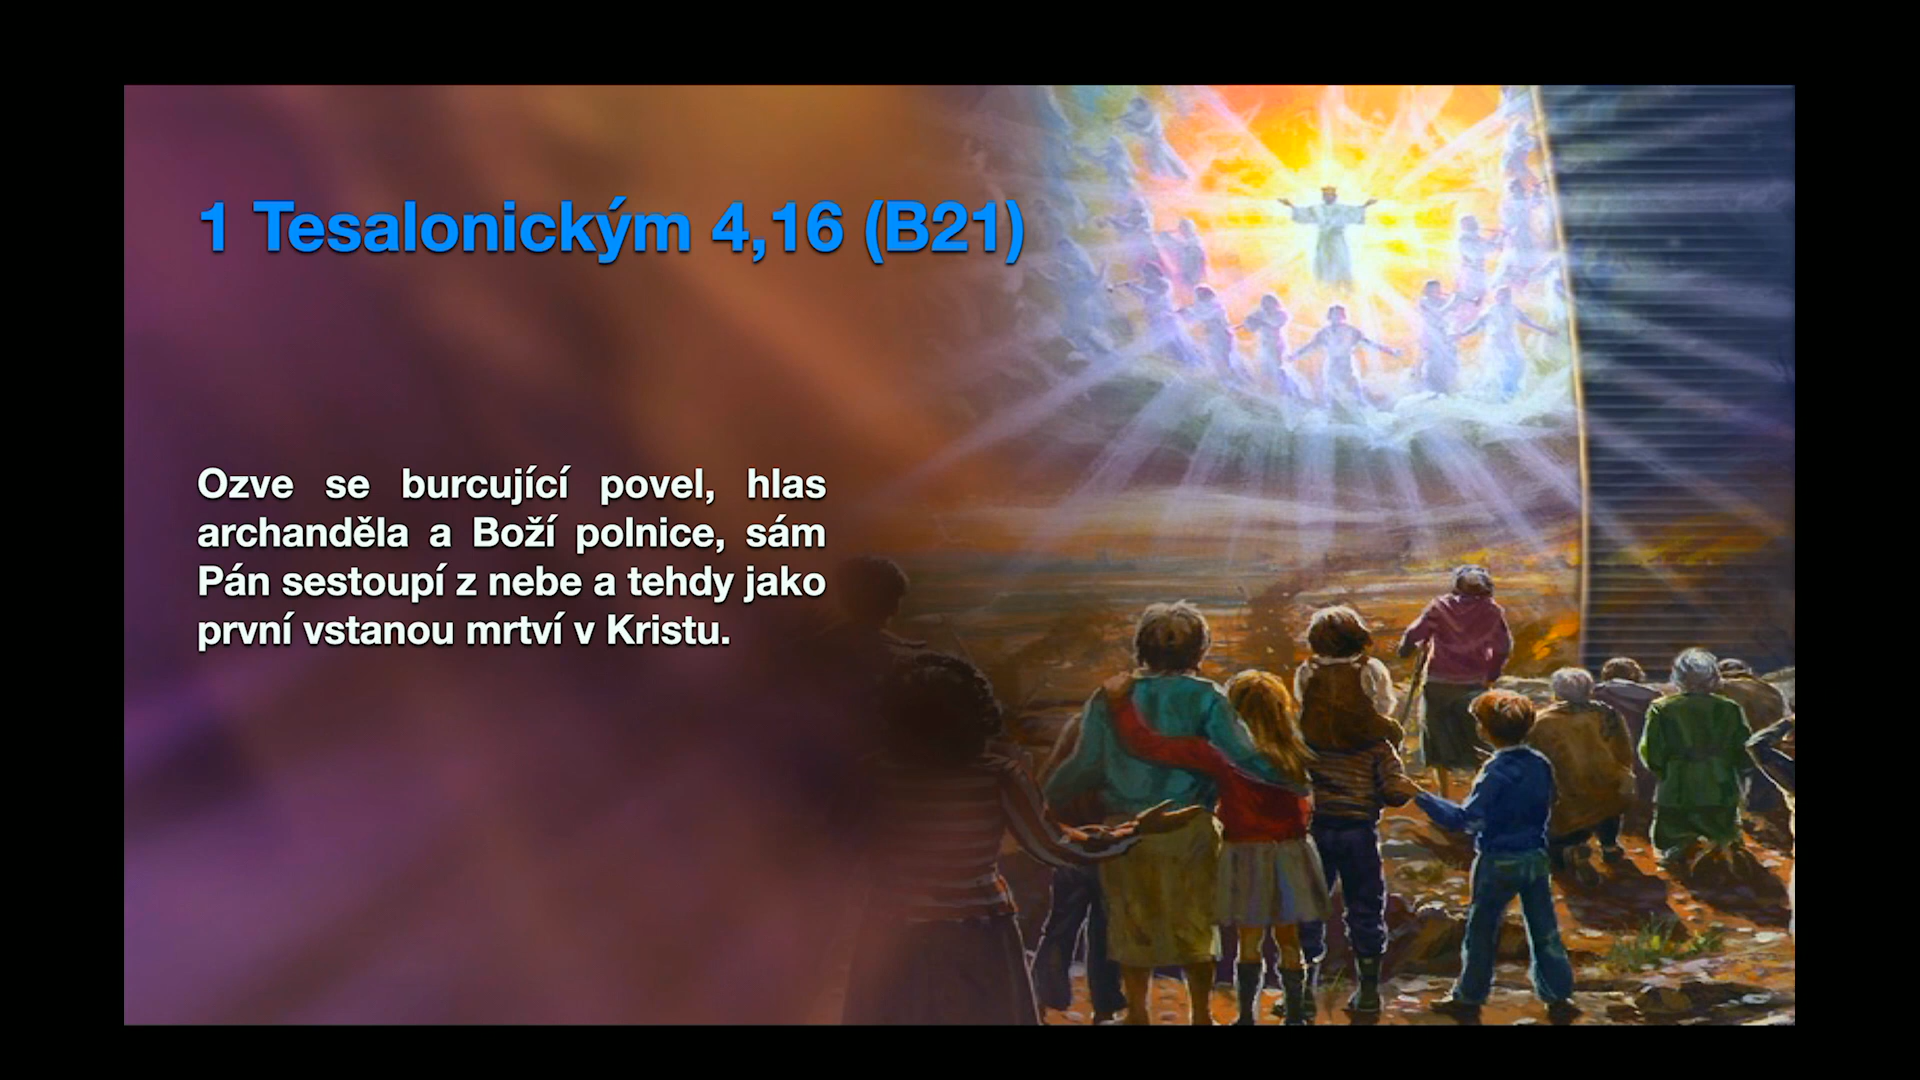 1 Tesalonickým 4,16 (B21)
Ozve se burcující povel, hlas
archanděla a Boží polnice, sám
Pán sestoupí z nebe a tehdy jako
první vstanou mrtví v Kristu.